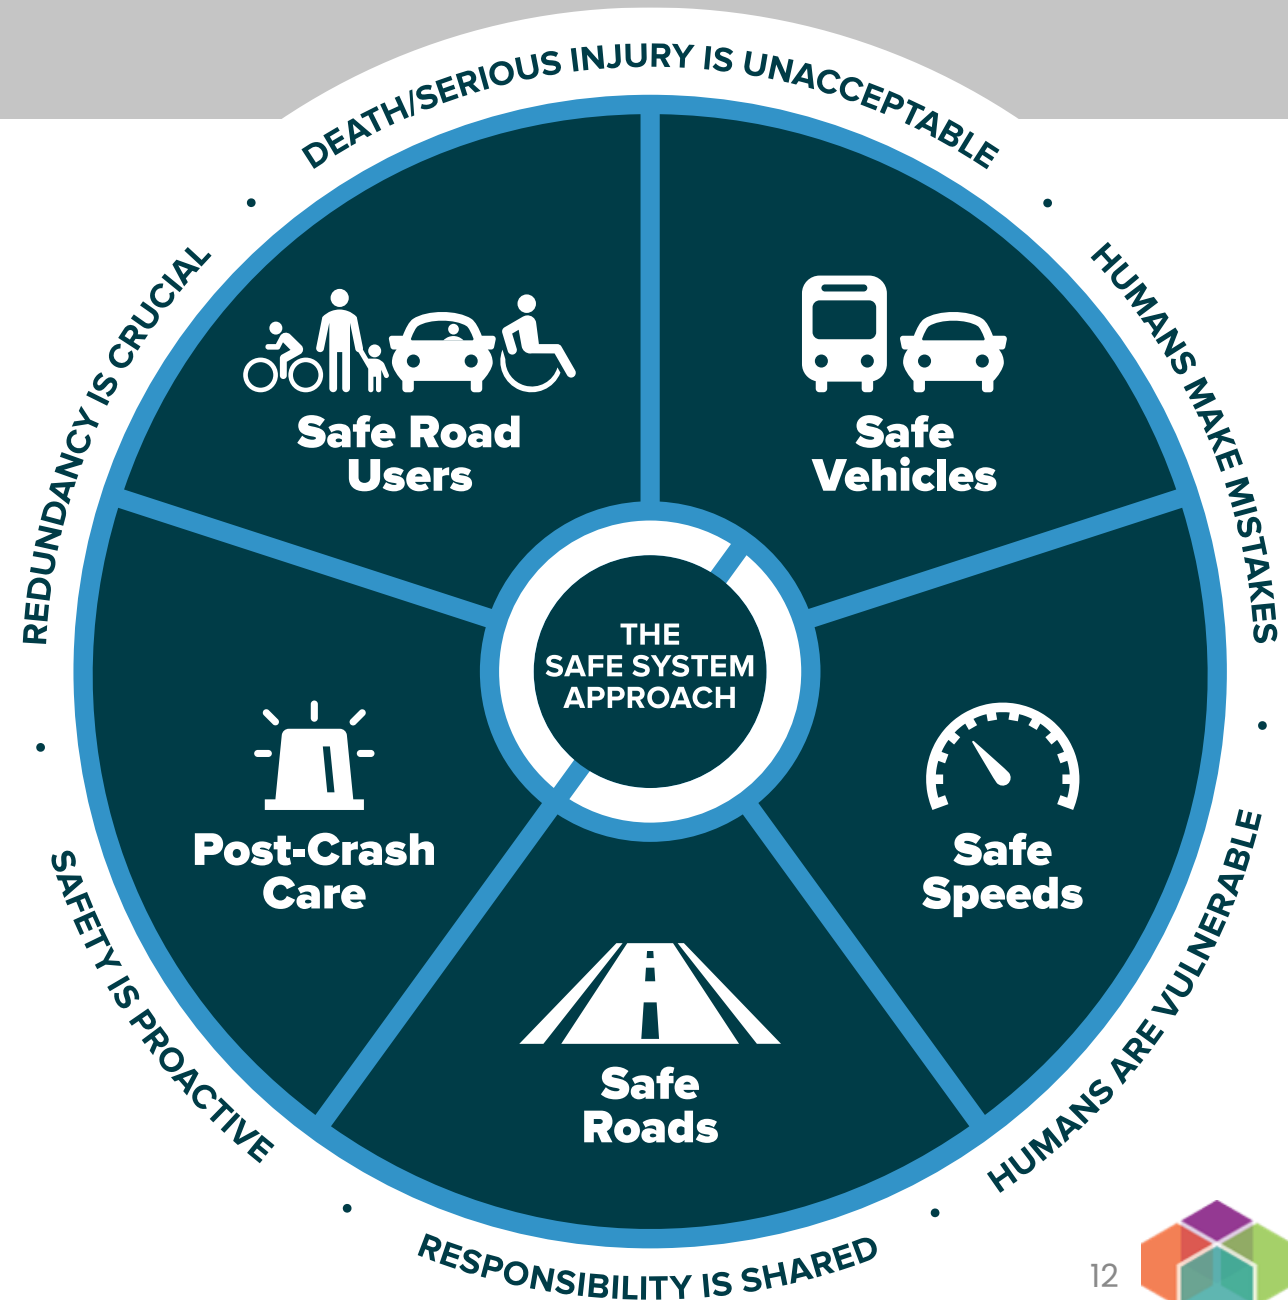 DEATH/SERIOUS INJURY IS UNACCEPTABLE
HUMANS MAKE MISTAKES
HUMANS ARE VULNERABLE
RESPONSIBILITY IS SHARED
SAFETY IS PROACTIVE
REDUNDANCY IS CRUCIAL
Safe Road
Users
Safe
Vehicles
THE
SAFE SYSTEM
APPROACH
Post-Crash
Care
Safe
Speeds
Safe
Roads
12